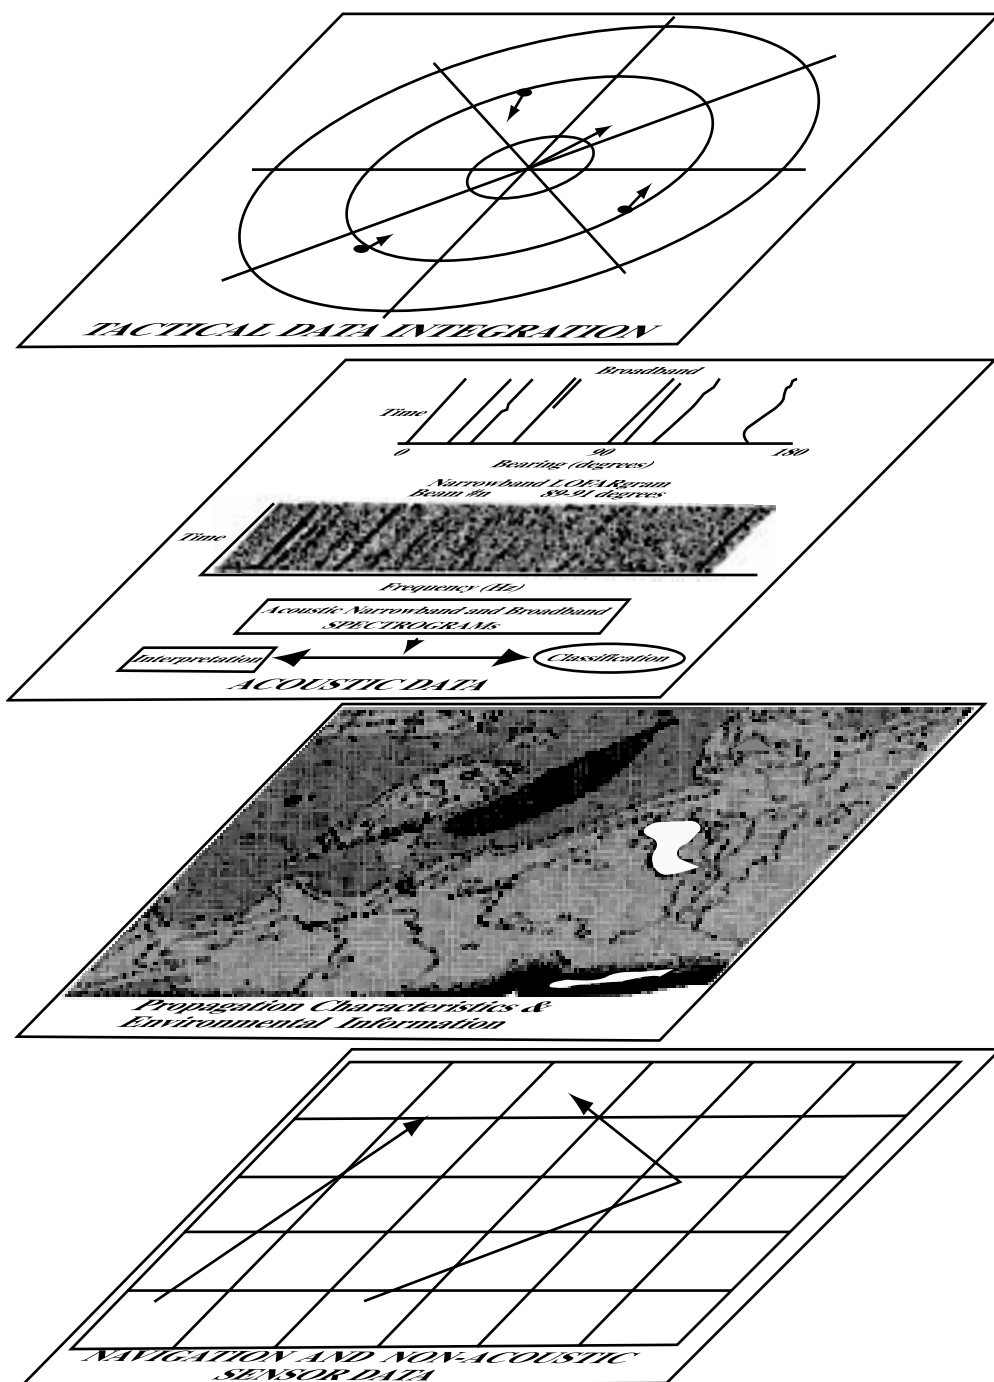 TACTICAL DATA INTEGRATION
Broadband
Time
0 90 180
Bearing (degrees)
Narrowband LOFARgram
Beam #n 89-91 degrees
Time
Frequency (Hz)
Acoustic Narrowband and Broadband
SPECTROGRAMs
Interpretation
Classification
ACOUSTIC DATA
Propagation Characteristics &
Environmental Information
NAVIGATION AND NON-ACOUSTIC
SENSOR DATA